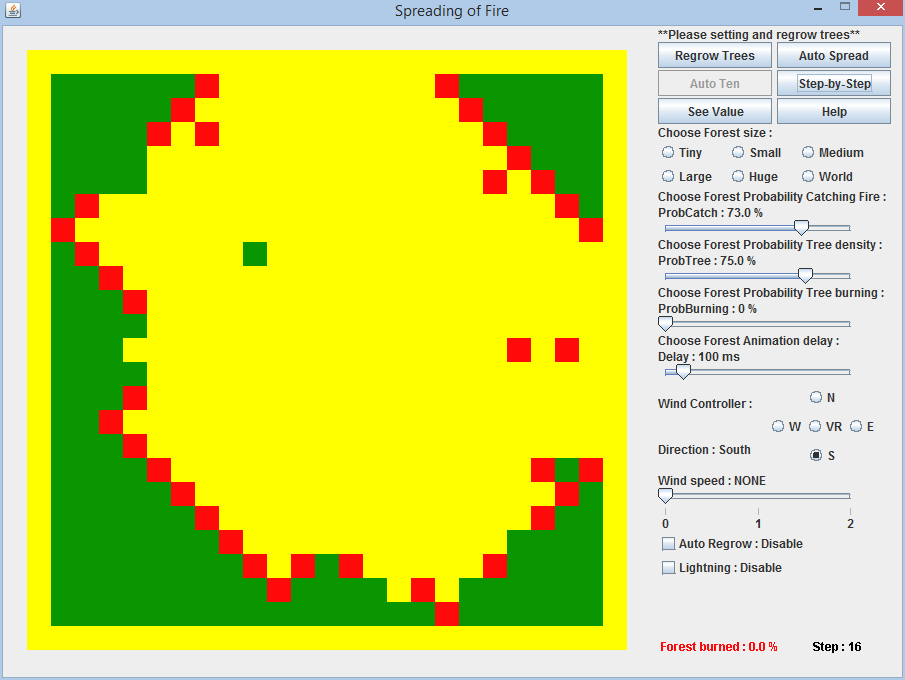 Spreading of Fire
**Please setting and regrow trees**
Regrow Trees Auto Spread
Auto Ten Step-by-Step
See Value Help
Choose Forest size :
Tiny Small Medium
Large Huge World
Choose Forest Probability Catching Fire :
ProbCatch : 73.0 %
Choose Forest Probability Tree density :
ProbTree : 75.0 %
Choose Forest Probability Tree burning :
ProbBurning : 0 %
Choose Forest Animation delay :
Delay : 100 ms
N
Wind Controller :
W VR E
Direction : South
S
Wind speed : NONE
0 1 2
Auto Regrow : Disable
Lightning : Disable
Forest burned : 0.0 % Step : 16